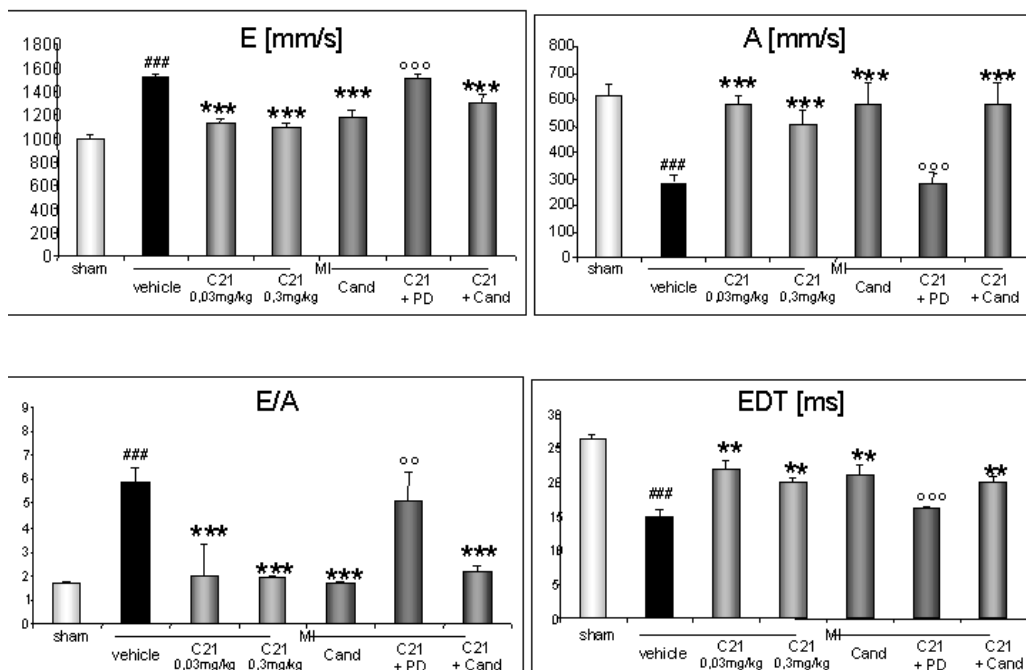 E [mm/s]
1800
1600
1400
1200
1000
800
600
400
200
0
###
***
***
***
°°°
***
sham
MI
vehicle
C21
0,03mg/kg
C21
0,3mg/kg
Cand
C21
+ PD
C21
+ Cand
A [mm/s]
800
700
600
500
400
300
200
100
0
###
***
***
***
°°°
***
sham
MI
vehicle
C21
0,03mg/kg
C21
0,3mg/kg
Cand
C21
+ PD
C21
+ Cand
E/A
9
8
7
6
5
4
3
2
1
0
###
***
***
***
°°
***
sham
MI
vehicle
C21
0,03mg/kg
C21
0,3mg/kg
Cand
C21
+ PD
C21
+ Cand
EDT [ms]
30
25
20
15
10
5
0
###
**
**
**
°°°
**
sham
MI
vehicle
C21
0,03mg/kg
C21
0,3mg/kg
Cand
C21
+ PD
C21
+ Cand